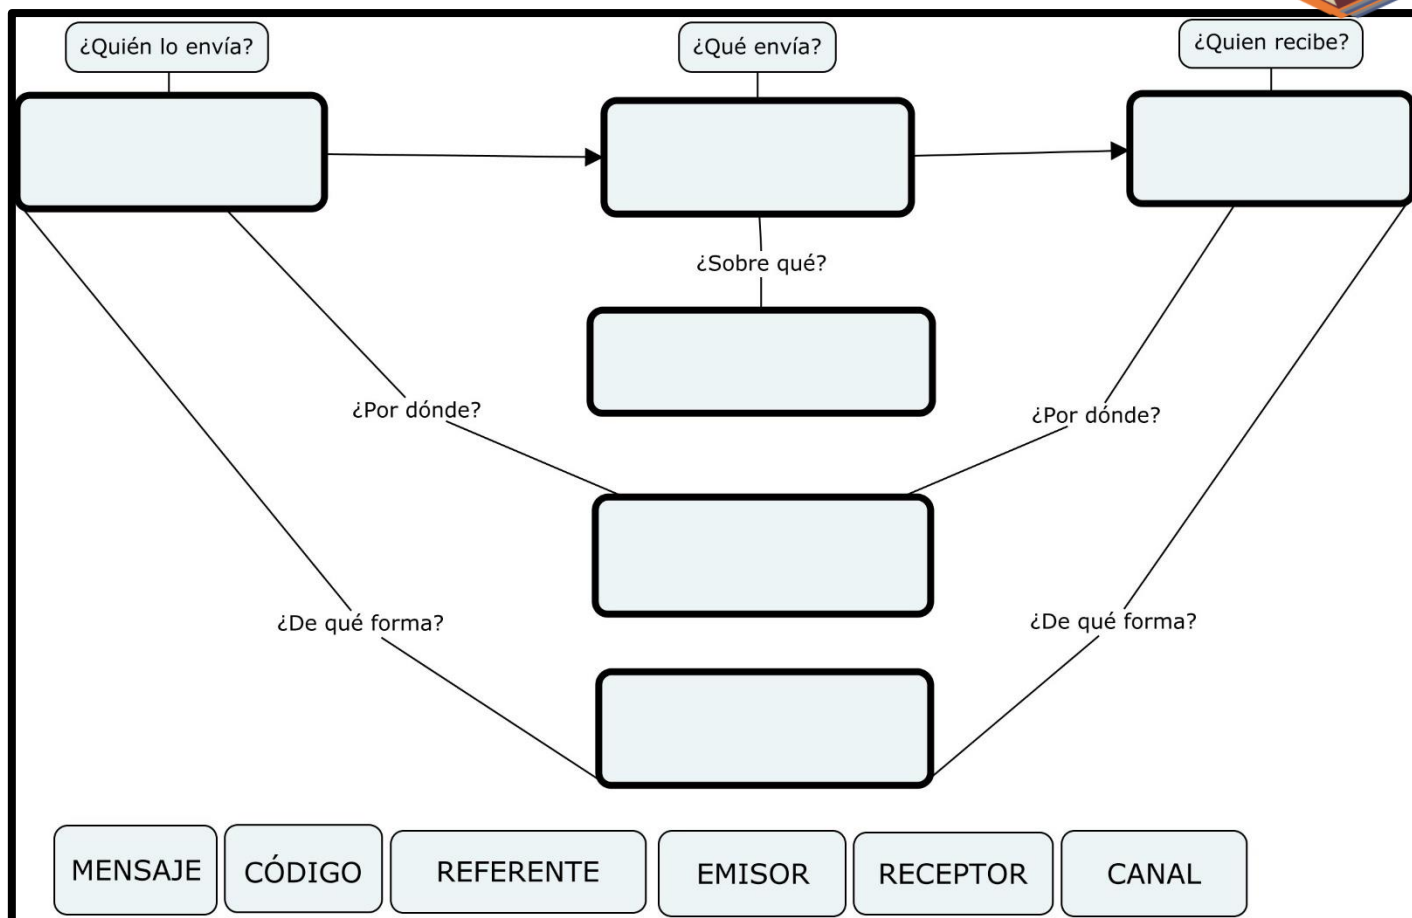 ¿Quién lo envía?
¿Qué envía?
¿Quien recibe?
¿Sobre qué?
¿Por dónde?
¿Por dónde?
¿De qué forma?
¿De qué forma?
MENSAJE
CÓDIGO
REFERENTE
EMISOR
RECEPTOR
CANAL